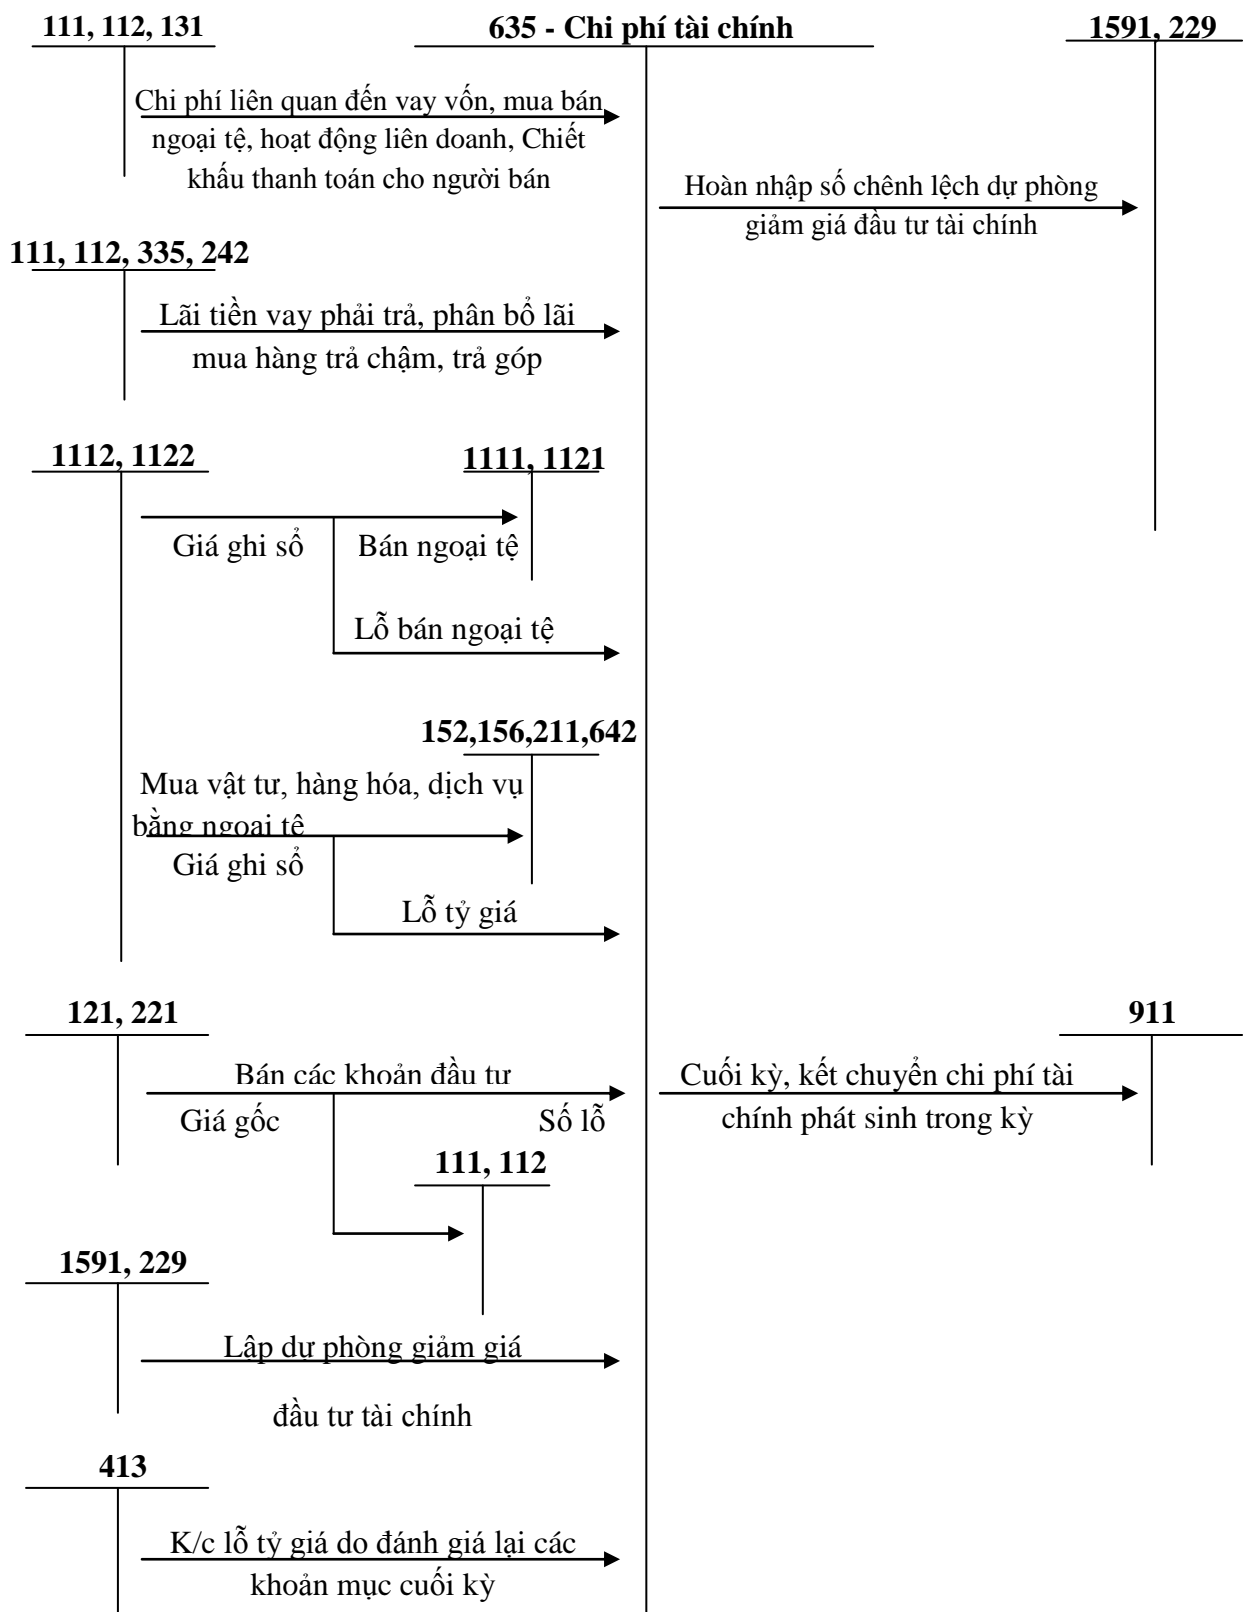 111, 112, 131
635 - Chi phí tài chính
1591, 229
Chi phí liên quan đến vay vốn, mua bán
ngoại tệ, hoạt động liên doanh, Chiết
khấu thanh toán cho người bán
Hoàn nhập số chênh lệch dự phòng
giảm giá đầu tư tài chính
111, 112, 335, 242
Lãi tiền vay phải trả, phân bổ lãi
mua hàng trả chậm, trả góp
1112, 1122
1111, 1121
Giá ghi sổ
Bán ngoại tệ
Lỗ bán ngoại tệ
152,156,211,642
Mua vật tư, hàng hóa, dịch vụ
bằng ngoại tệ
Giá ghi sổ
Lỗ tỷ giá
121, 221
911
Bán các khoản đầu tư
Giá gốc
Số lỗ
Cuối kỳ, kết chuyển chi phí tài
chính phát sinh trong kỳ
111, 112
1591, 229
Lập dự phòng giảm giá
đầu tư tài chính
413
K/c lỗ tỷ giá do đánh giá lại các
khoản mục cuối kỳ